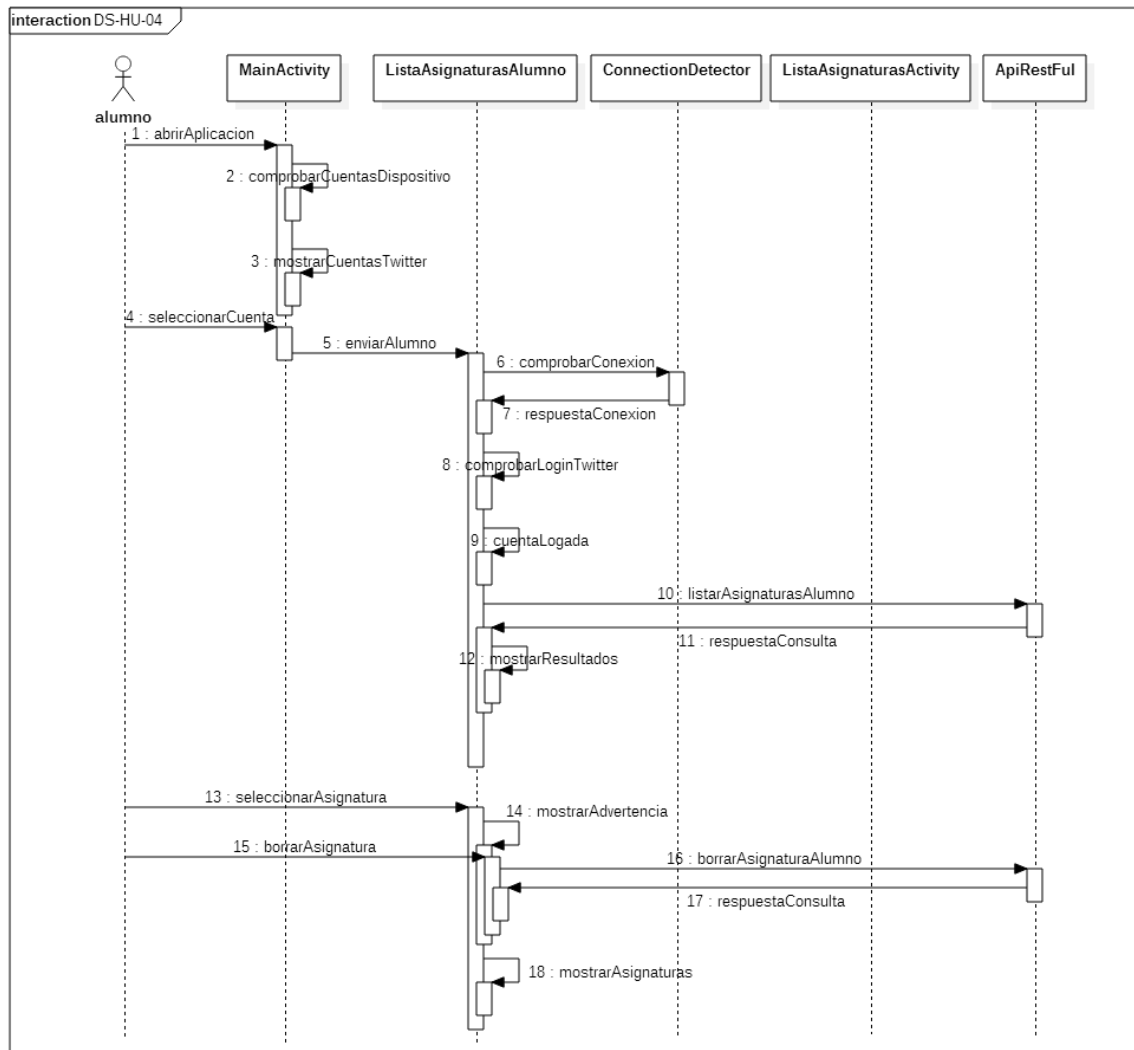 interaction DS-HU-04
MainActivity
ListaAsignaturasAlumno
ConnectionDetector
ListaAsignaturasActivity
ApiRestFul
alumno
1 : abrirAplicacion
2 : comprobarCuentasDispositivo
3 : mostrarCuentasTwitter
4 : seleccionarCuenta
5 : enviarAlumno
6 : comprobarConexion
7 : respuestaConexion
8 : comprobarLoginTwitter
9 : cuentaLogada
10 : listarAsignaturasAlumno
11 : respuestaConsulta
12 : mostrarResultados
13 : seleccionarAsignatura
14 : mostrarAdvertencia
15 : borrarAsignatura
16 : borrarAsignaturaAlumno
17 : respuestaConsulta
18 : mostrarAsignaturas